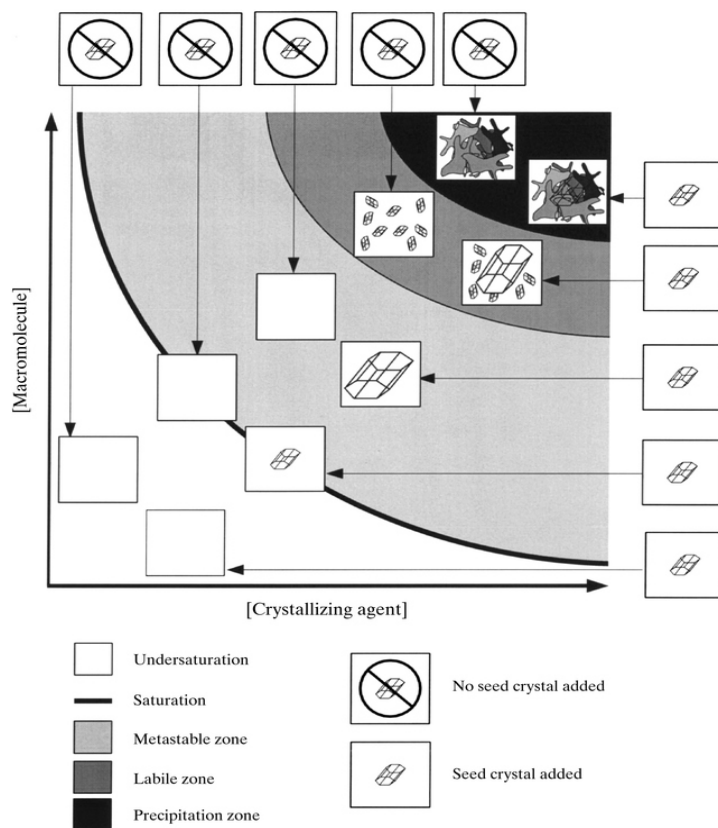 [Macromolecule]
[Crystallizing agent]
Undersaturation
Saturation
Metastable zone
Labile zone
Precipitation zone
No seed crystal added
Seed crystal added